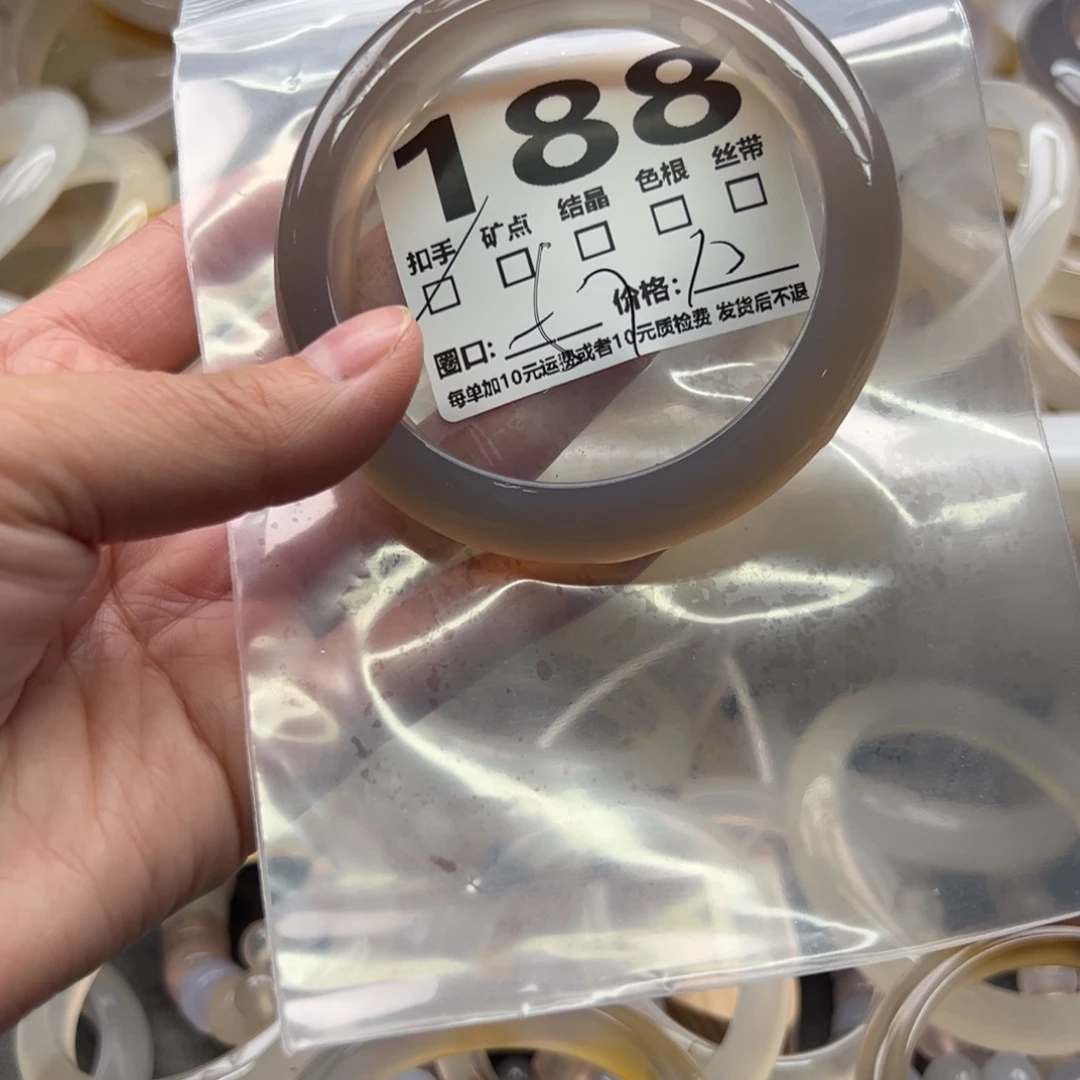 188
扣手 矿点 结晶 色根 丝带
圈口: 价格:
每单加10元运费或者10元质检费 发货后不退